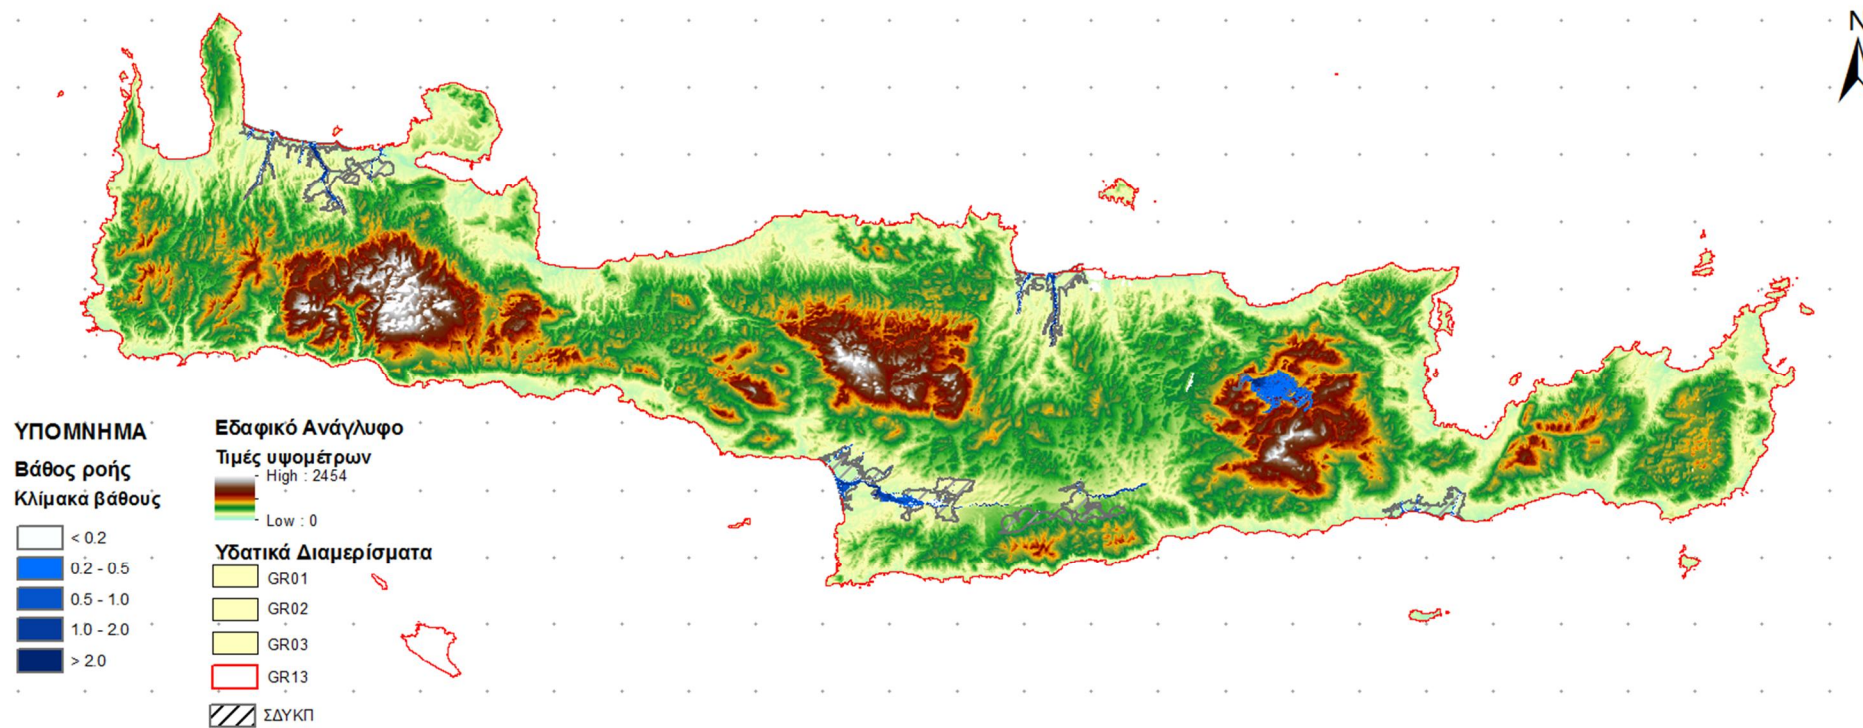 N
ΥΠΟΜΝΗΜΑ
Βάθος ροής
Κλίμακά βάθους
< 0.2
0.2 - 0.5
0.5 - 1.0
1.0 - 2.0
> 2.0
Εδαφικό Ανάγλυφο
Τιμές υψομέτρων
High : 2454
Low : 0
Υδατικά Διαμερίσματα
GR01
GR02
GR03
GR13
ΣΔΥΚΠ